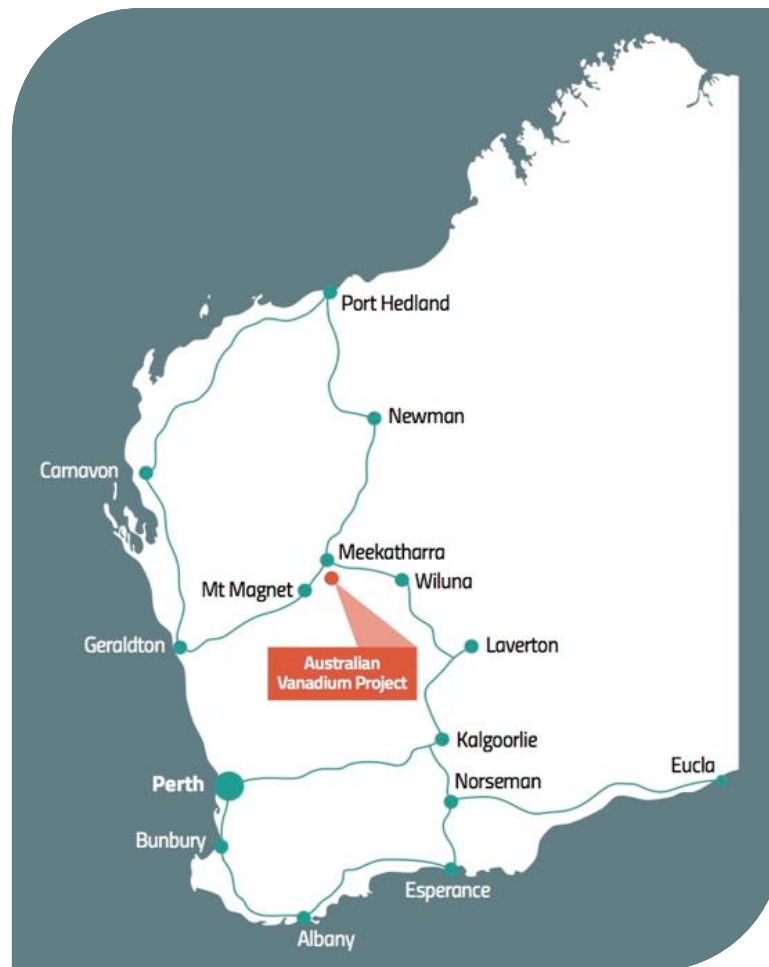 Port Hedland
Newman
Carnavon
Meekatharra
Mt Magnet
Wiluna
Geraldton
Laverton
Australian
Vanadium Project
Kalgoorlie
Eucla
Perth
Norseman
Bunbury
Esperance
Albany